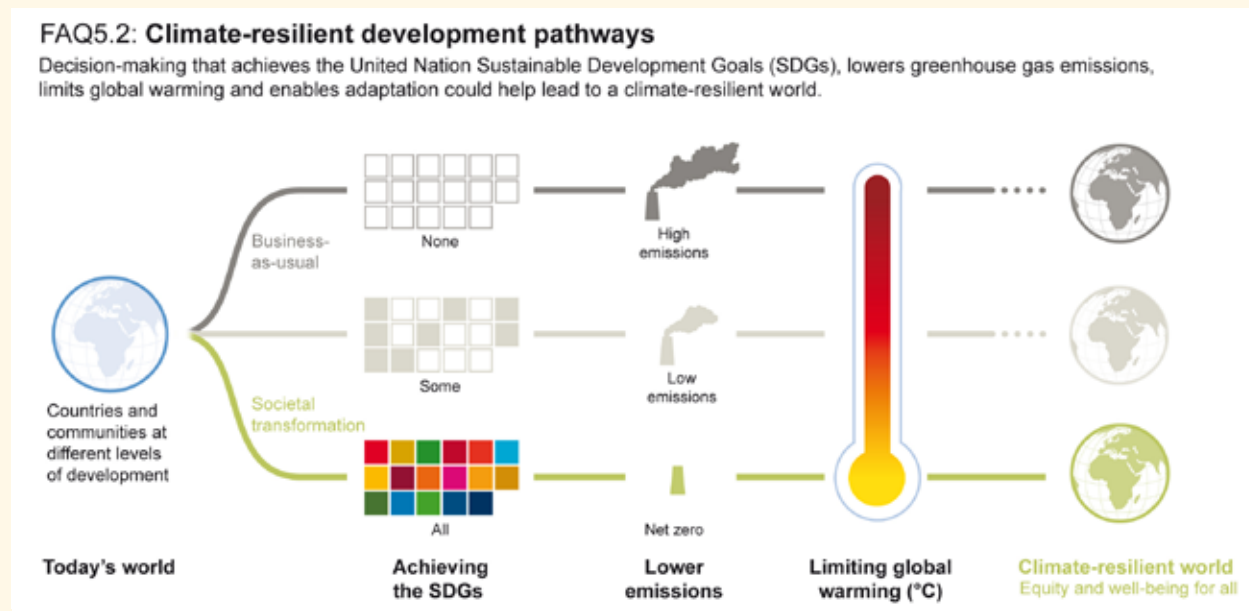 FAQ5.2: Climate-resilient development pathways
Decision-making that achieves the United Nation Sustainable Development Goals (SDGs), lowers greenhouse gas emissions,
limits global warming and enables adaptation could help lead to a climate-resilient world.
Business-
as-usual
None
High
emissions
Countries and
communities at
different levels
of development
Some
Low
emissions
Societal
transformation
All
Net zero
Today's world
Achieving
the SDGs
Lower
emissions
Limiting global
warming (°C)
Climate-resilient world
Equity and well-being for all